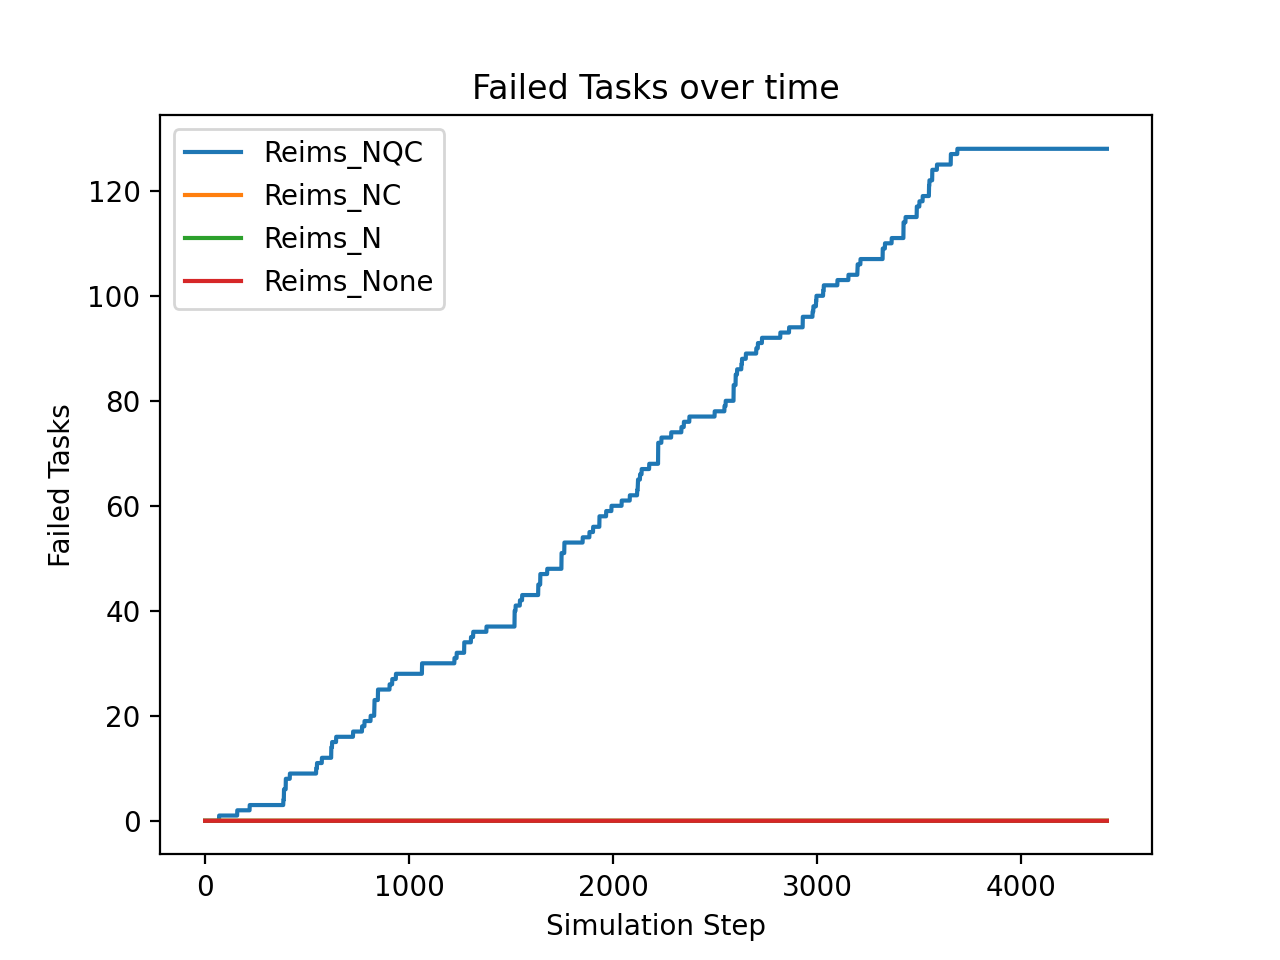 Failed Tasks over time
Reims_NQC
Reims_NC
Reims_N
Reims_None
Failed Tasks
120
100
80
60
40
20
0
0 1000 2000 3000 4000
Simulation Step